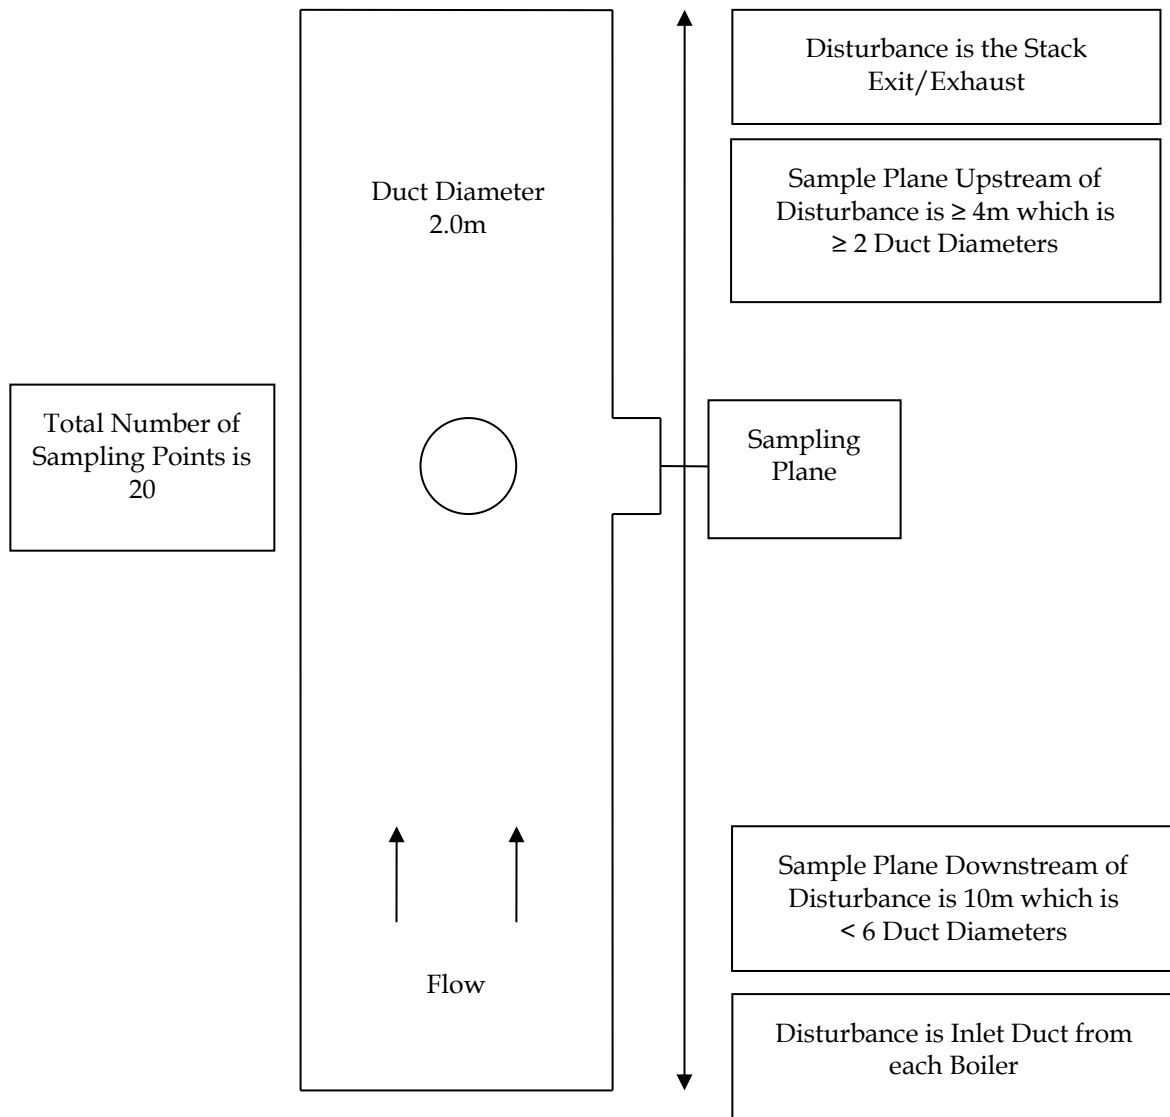 Disturbance is the Stack
Exit/Exhaust
Sample Plane Upstream of
Disturbance is ≥ 4m which is
≥ 2 Duct Diameters
Duct Diameter
2.0m
Total Number of
Sampling Points is
20
Sampling
Plane
Sample Plane Downstream of
Disturbance is 10m which is
< 6 Duct Diameters
Flow
Disturbance is Inlet Duct from
each Boiler